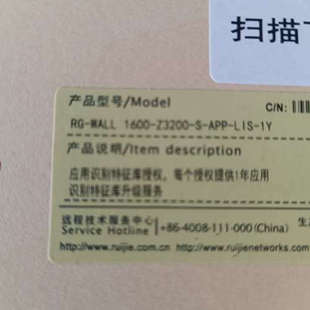 扫描
产品型号/Model
C/N:
RG-WALL 1600-Z3200-S-APP-LIS-1Y
产品说明/Item description
应用识别特征库授权，每个授权提供1年应用
识别特征库升级服务
远程技术服务中心
Service Hotline
+86-4008-111-000(China)
http://www.ruijie.com.cn http://www.ruijienetworks.com